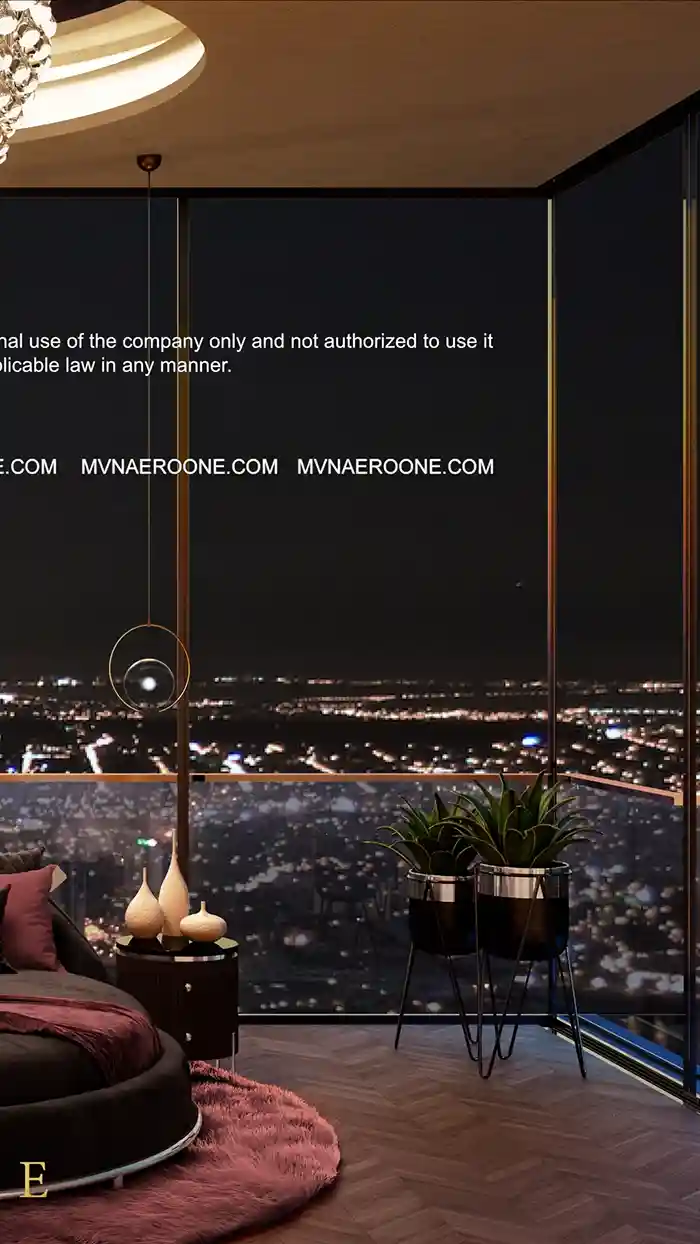 nal use of the company only and not authorized to use it
plicable law in any manner.
E.COM MVNAEROONE.COM MVNAEROONE.COM
E